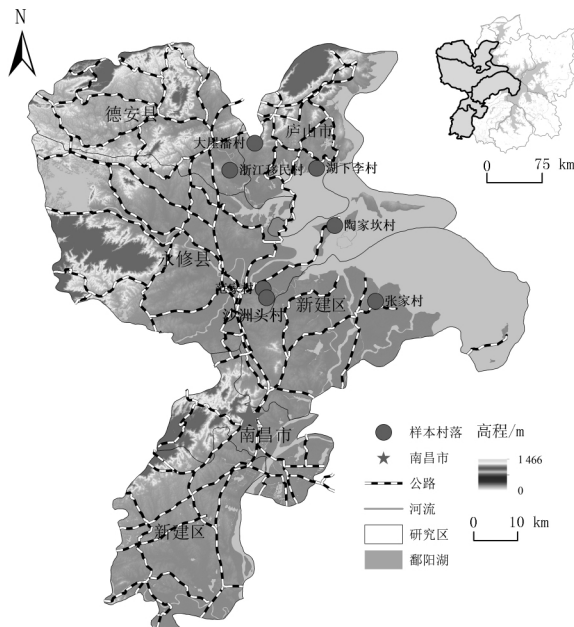 N
德安县
庐山市
大崖潘村
浙江移民村
湖下李村
0 75 km
陶家坎村
永修县
沙洲头村
新建区
张家村
南昌市
新建区
样本村落
南昌市
公路
河流
研究区
鄱阳湖
高程/m
1 466
0
0 10 km